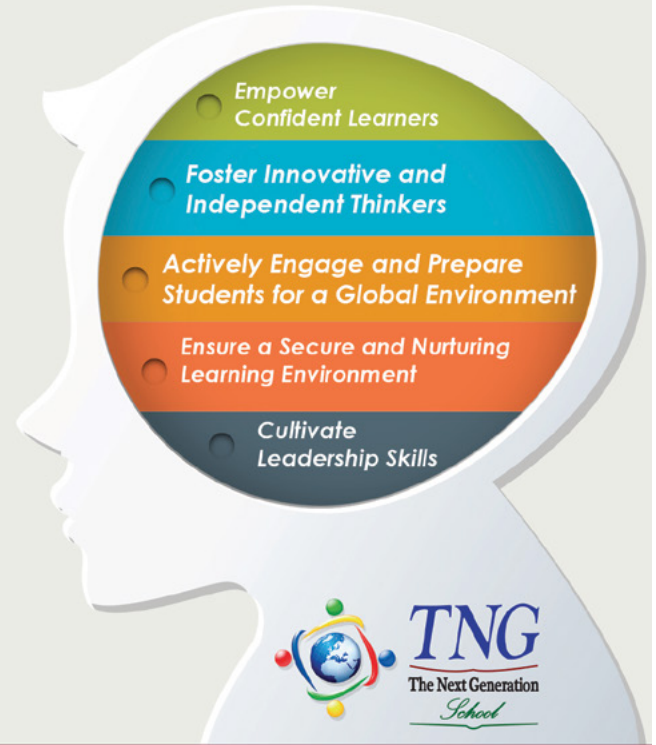 Empower
Confident Learners
Foster Innovative and
Independent Thinkers
Actively Engage and Prepare
Students for a Global Environment
Ensure a Secure and Nurturing
Learning Environment
Cultivate
Leadership Skills
TNG
The Next Generation
School